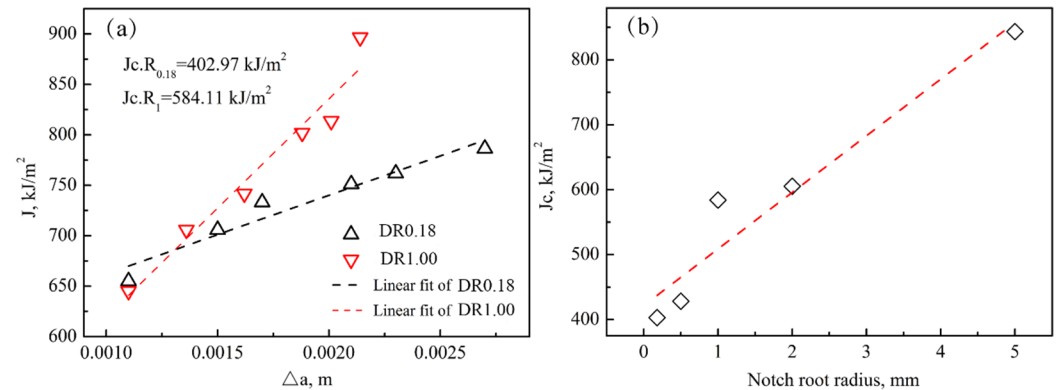 (a)
Jc.R0.18=402.97 kJ/m2
Jc.R1=584.11 kJ/m2
J, kJ/m2
900
850
800
750
700
650
600
DR0.18
DR1.00
Linear fit of DR0.18
Linear fit of DR1.00
0.0010 0.0015 0.0020 0.0025
△a, m
(b)
Jc, kJ/m2
800
700
600
500
400
0 1 2 3 4 5
Notch root radius, mm